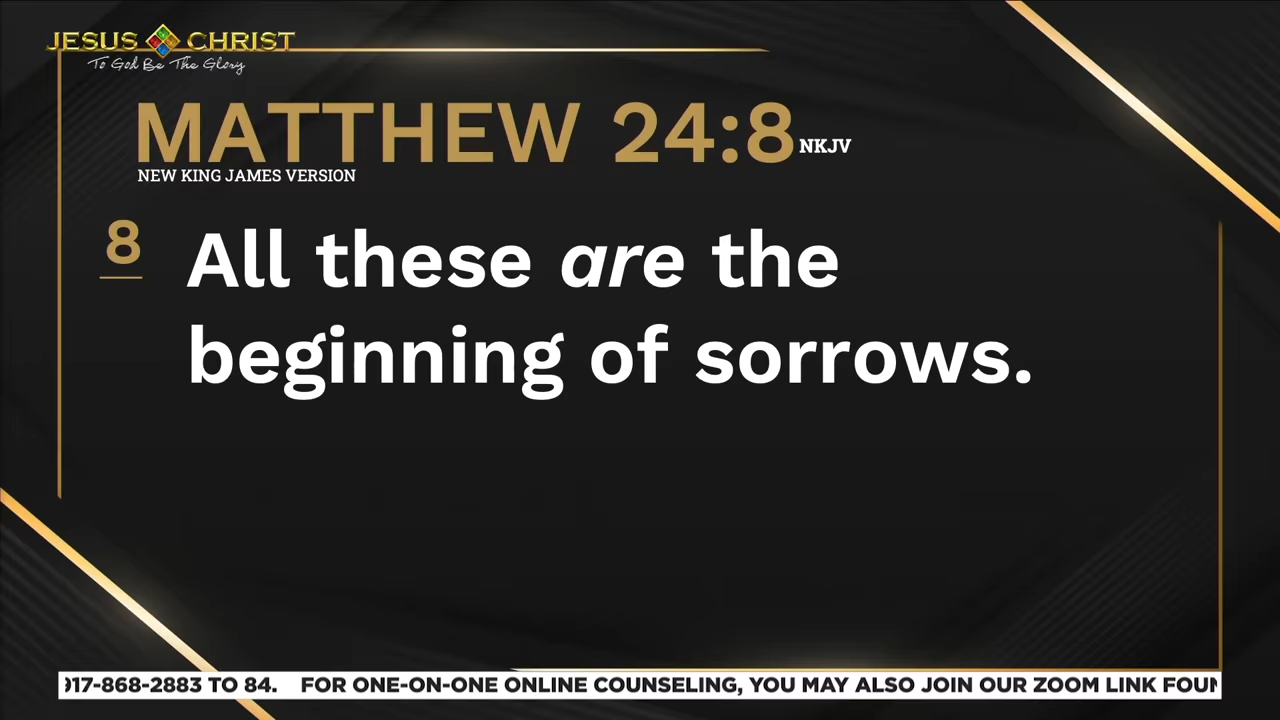 JESUS CHRIST
To God Be The Glory
MATTHEW 24:8 NKJV
NEW KING JAMES VERSION
8 All these are the
beginning of sorrows.
17-868-2883 TO 84. FOR ONE-ON-ONE ONLINE COUNSELING, YOU MAY ALSO JOIN OUR ZOOM LINK